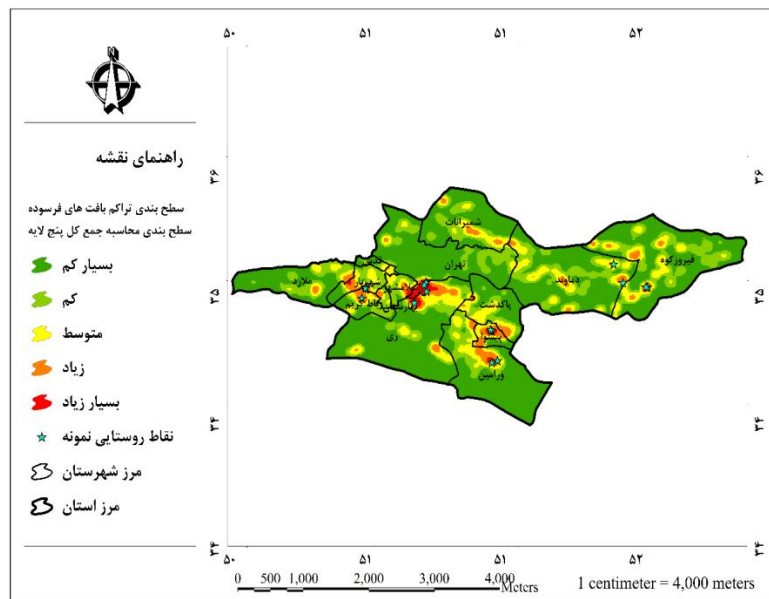 ۵۰ ۵۱ ۵۱ ۵۲
N
راهنمای نقشه
سطح بندی تراکم بافت های فرسوده
سطح بندی محاسبه جمع کل پنج لایه
بسیار کم
کم
متوسط
زیاد
بسیار زیاد
نقاط روستایی نمونه
مرز شهرستان
مرز استان
۳۶ ۳۶
۳۵ ۳۵
۳۴ ۳۴
۳۴ ۳۴
شمیرانات
تهران
فیروزکوه
دماوند
ملارد
پاکدشت
ری
ورامین
۵۰ ۵۱ ۵۱ ۵۲
0 500 1,000 2,000 3,000 4,000 Meters
1 centimeter = 4,000 meters